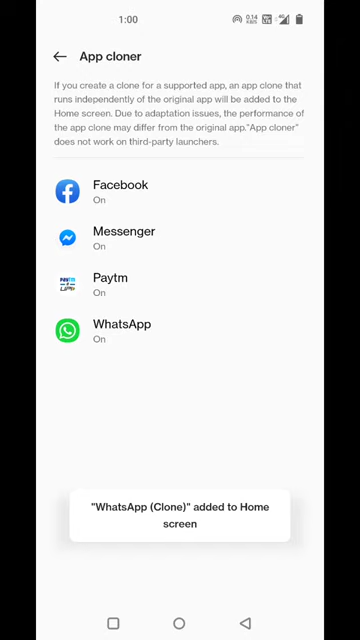 1:00
0.14
KB/S
App cloner
If you create a clone for a supported app, an app clone that
runs independently of the original app will be added to the
Home screen. Due to adaptation issues, the performance of
the app clone may differ from the original app."App cloner"
does not work on third-party launchers.
Facebook
On
Messenger
On
Paytm
On
WhatsApp
On
"WhatsApp (Clone)" added to Home
screen